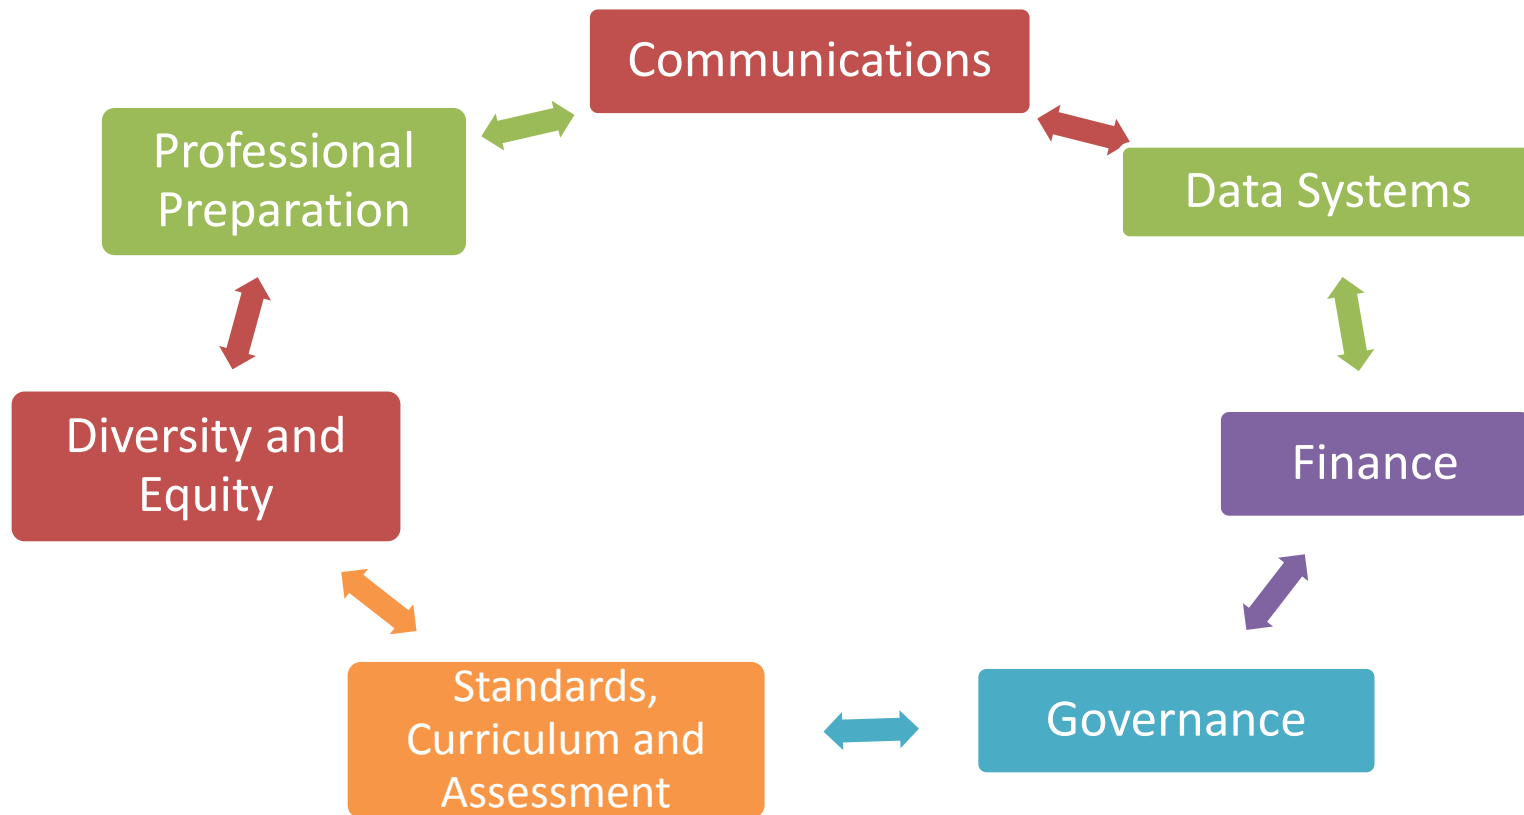 Communications
Professional
Preparation
Data Systems
Diversity and
Equity
Finance
Standards,
Curriculum and
Assessment
Governance